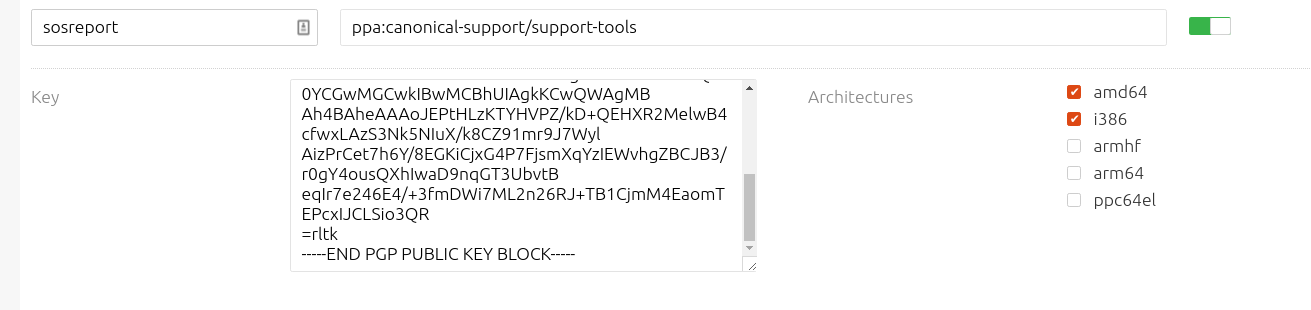 sosreport
ppa:canonical-support/support-tools
Key
0YCGwMGCwkIBwMCBhUIAgkKCwQWAgMB
Ah4BAheAAAoJEPtHLzKTYHVPZ/kD+QEHXR2MelwB4
cfwxLAzS3Nk5NIuX/k8CZ91mr9J7Wyl
AizPrCet7h6Y/8EGKiCjxG4P7FjsmXqYzIEWvhgZBCJB3/
r0gY4ousQXhIwaD9nqGT3UbvtB
eqIr7e246E4/+3fmDWi7ML2n26RJ+TB1CjmM4EaomT
EPcxIJCLSio3QR
=rltk
-----END PGP PUBLIC KEY BLOCK-----
Architectures
amd64
i386
armhf
arm64
ppc64el